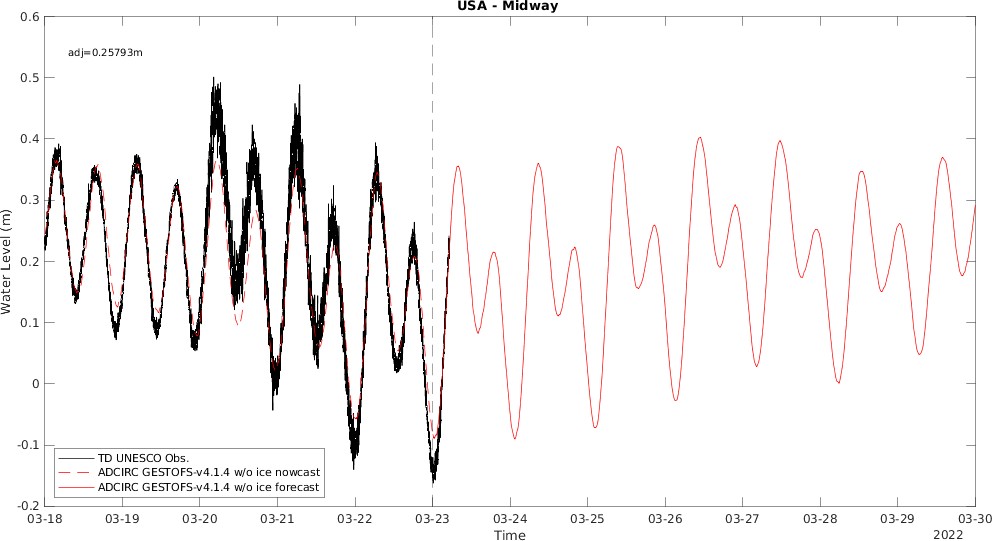 USA - Midway
adj=0.25793m
0.6
0.5
0.4
0.3
0.2
0.1
0
-0.1
-0.2
Water Level (m)
TD UNESCO Obs.
ADCIRC GESTOFS-v4.1.4 w/o ice nowcast
ADCIRC GESTOFS-v4.1.4 w/o ice forecast
03-18 03-19 03-20 03-21 03-22 03-23 03-24 03-25 03-26 03-27 03-28 03-29 03-30
Time
2022